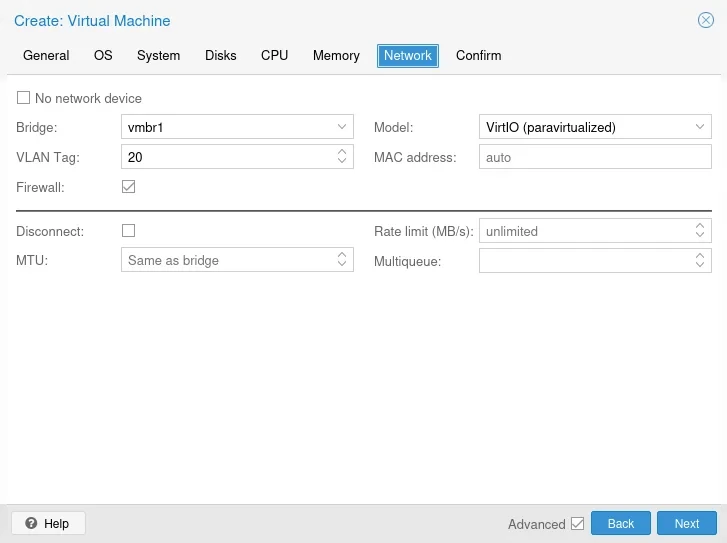 Create: Virtual Machine
General OS System Disks CPU Memory Network Confirm
No network device
Bridge: vmbr1 Model: VirtIO (paravirtualized)
VLAN Tag: 20 MAC address: auto
Firewall:
Disconnect: Rate limit (MB/s): unlimited
MTU: Same as bridge Multiqueue:
Help Advanced Back Next